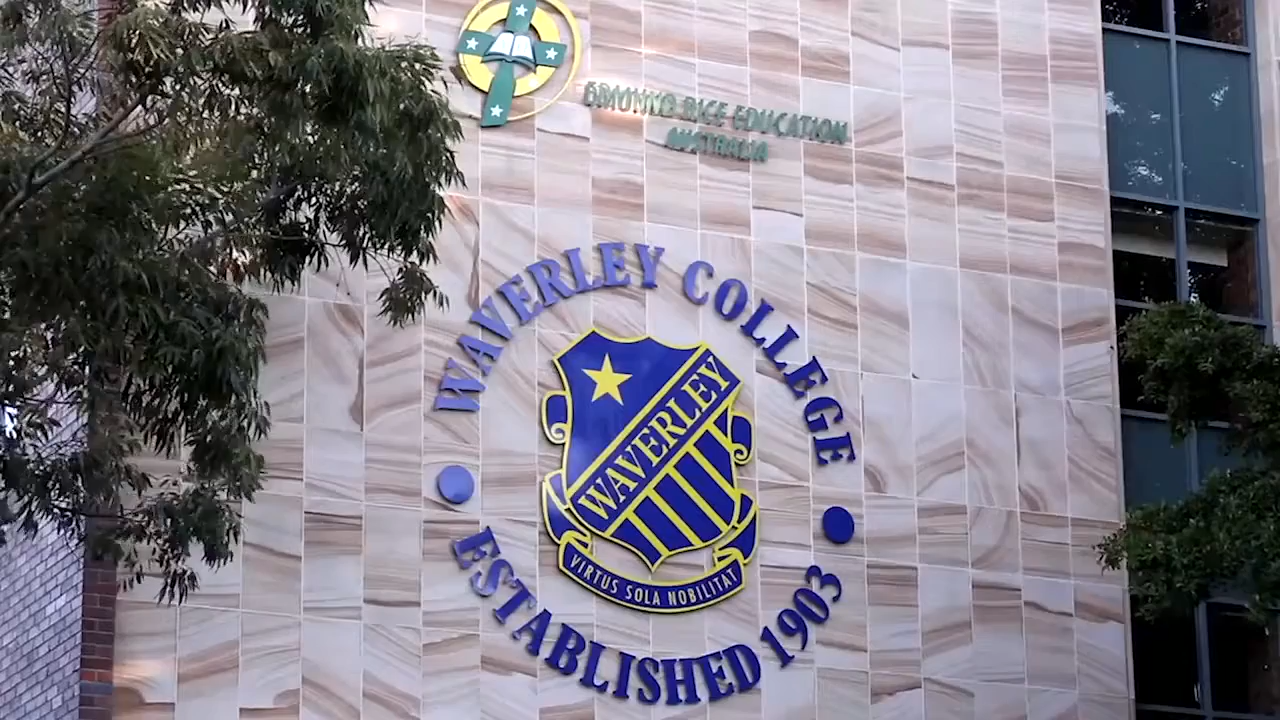 EDMUND RICE EDUCATION
AUSTRALIA
WAVERLEY COLLEGE
WAVERLEY
VIRTUS SOLA NOBILITAT
ESTABLISHED 1903